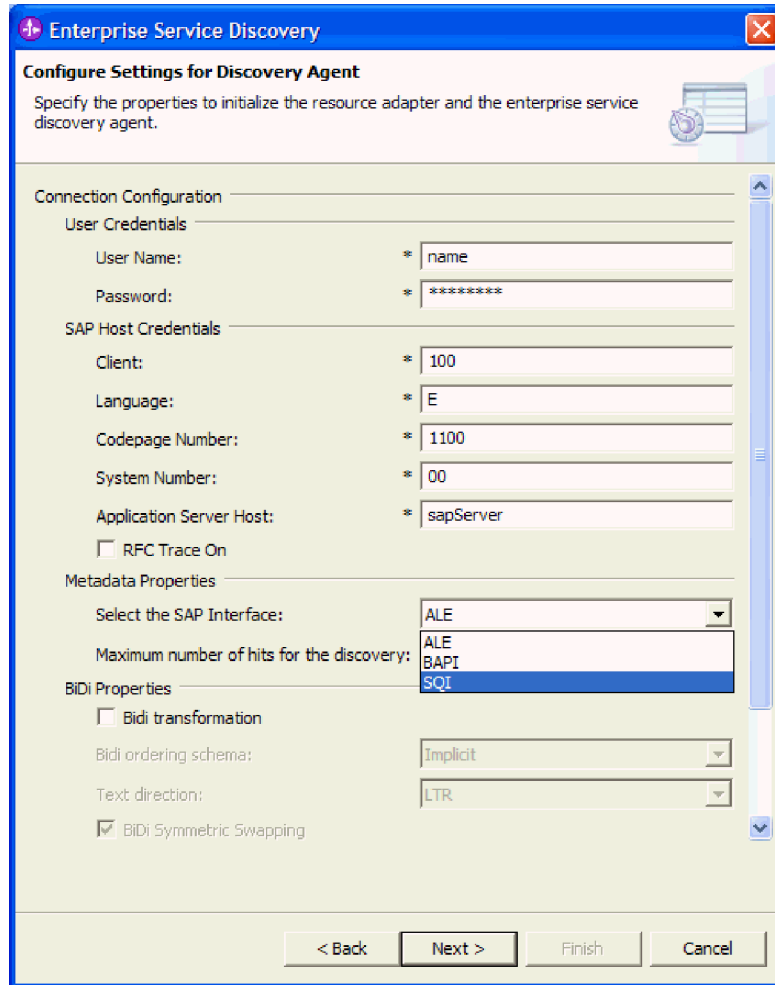 Enterprise Service Discovery
Configure Settings for Discovery Agent
Specify the properties to initialize the resource adapter and the enterprise service
discovery agent.
Connection Configuration
User Credentials
User Name: * name
Password: * ********
SAP Host Credentials
Client: * 100
Language: * E
Codepage Number: * 1100
System Number: * 00
Application Server Host: * sapServer
RFC Trace On
Metadata Properties
Select the SAP Interface: ALE
ALE
Maximum number of hits for the discovery:
BAPI
SQI
BiDi Properties
Bidi transformation
Bidi ordering schema: Implicit
Text direction: LTR
BiDi Symmetric Swapping
< Back Next > Finish Cancel